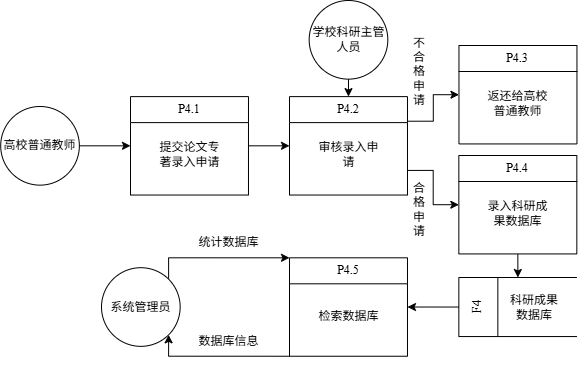 学校科研主管
人员
不
合
格
申
请
P4.3
返还给高校
普通教师
P4.1
提交论文专
著录入申请
P4.2
审核录入申
请
高校普通教师
合
格
申
请
P4.4
录入科研成
果数据库
统计数据库
P4.5
检索数据库
系统管理员
数据库信息
F4
科研成果
数据库